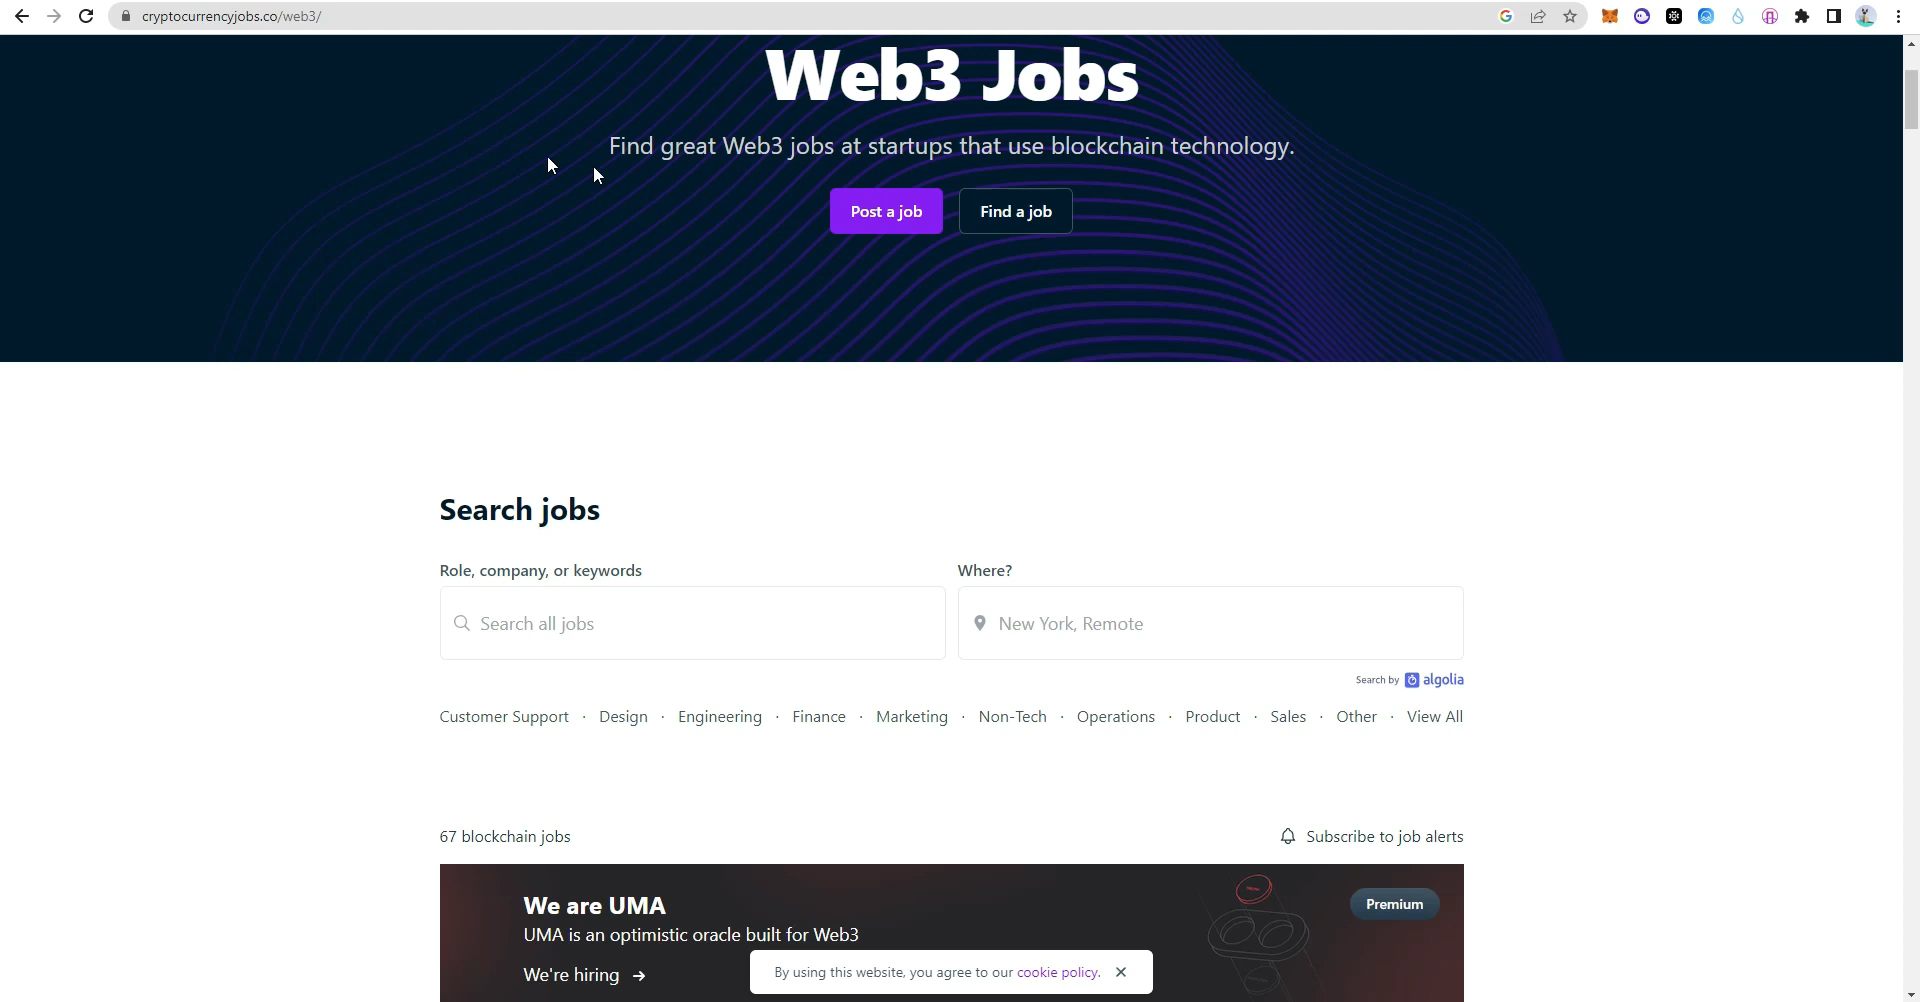 cryptocurrencyjobs.co/web3/
Web3 Jobs
Find great Web3 jobs at startups that use blockchain technology.
Post a job
Find a job
Search jobs
Role, company, or keywords
Where?
Search all jobs
New York, Remote
Search by algolia
Customer Support · Design · Engineering · Finance · Marketing · Non-Tech · Operations · Product · Sales · Other · View All
67 blockchain jobs
Subscribe to job alerts
We are UMA
Premium
UMA is an optimistic oracle built for Web3
We're hiring →
By using this website, you agree to our cookie policy. ✕